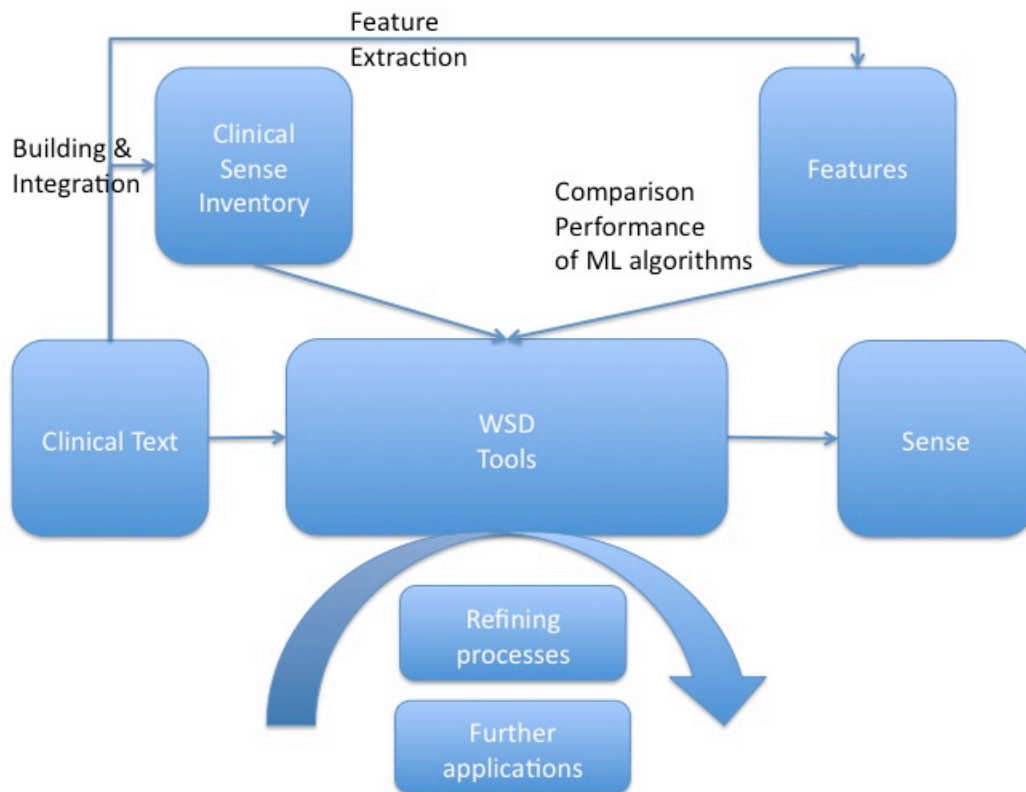 Feature
Extraction
Building &
Integration
Clinical
Sense
Inventory
Features
Comparison
Performance
of ML algorithms
Clinical Text
WSD
Tools
Sense
Refining
processes
Further
applications